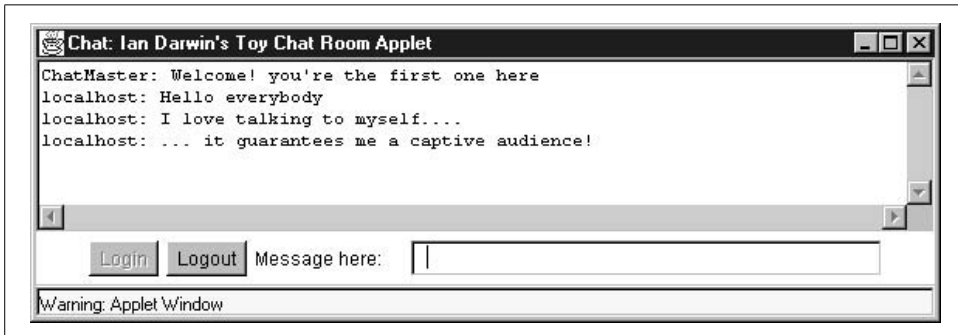 Chat: Ian Darwin's Toy Chat Room Applet
ChatMaster: Welcome! you're the first one here
localhost: Hello everybody
localhost: I love talking to myself....
localhost: ... it guarantees me a captive audience!
Login Logout Message here:
Warning: Applet Window